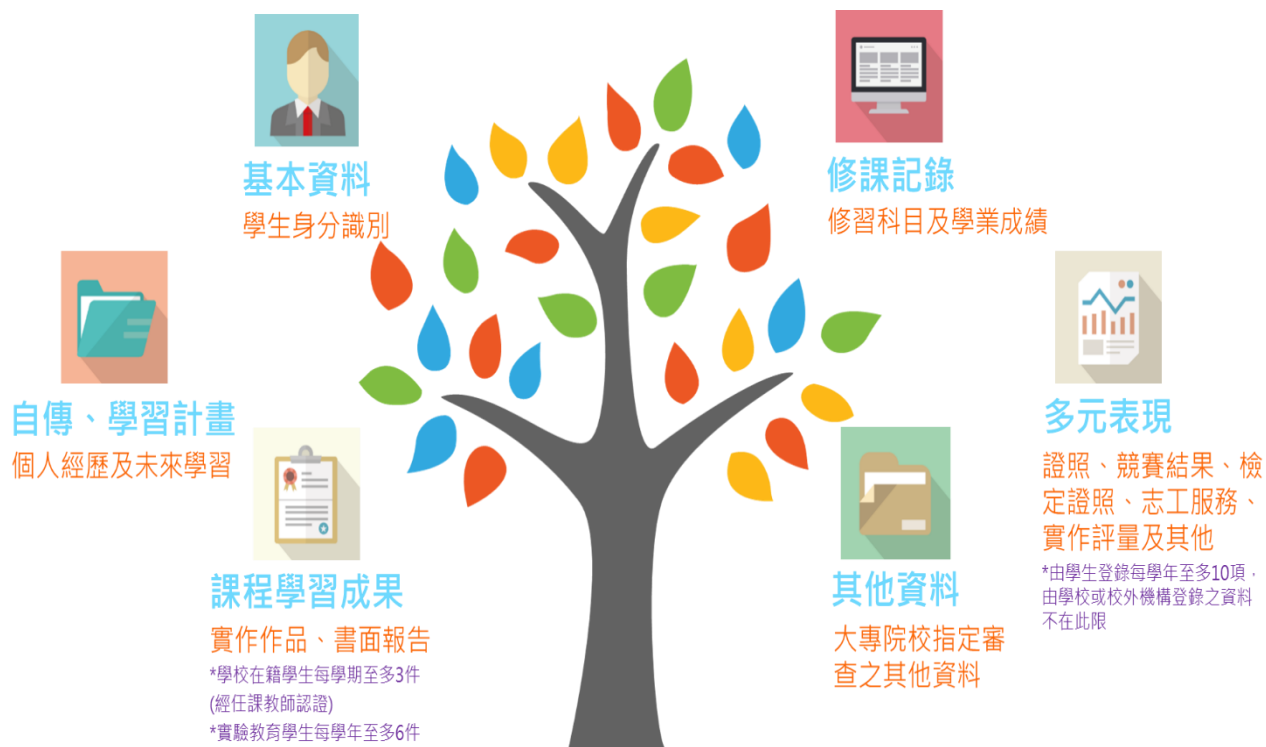 基本資料
學生身分識別
修課記錄
修習科目及學業成績
自傳、學習計畫
個人經歷及未來學習
多元表現
證照、競賽結果、檢
定證照、志工服務、
實作評量及其他
*由學生登錄每學年至多10項，
由學校或校外機構登錄之資料
不在此限
課程學習成果
實作作品、書面報告
*學校在籍學生每學期至多3件
(經任課教師認證)
*實驗教育學生每學年至多6件
其他資料
大專院校指定審
查之其他資料